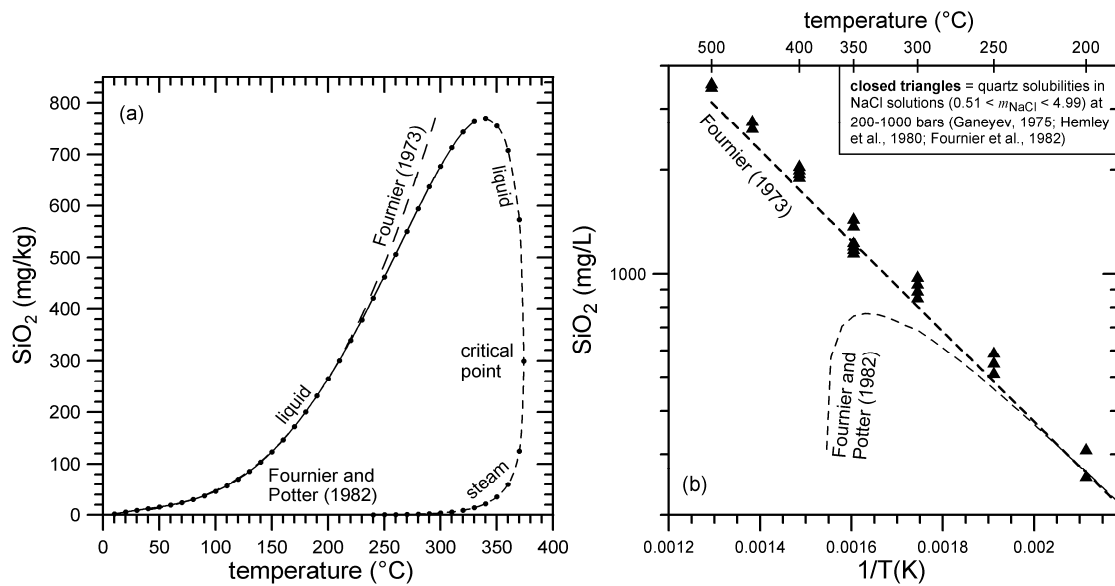 (a)
SiO2 (mg/kg)
800
700
600
500
400
300
200
100
0
0 50 100 150 200 250 300 350 400
temperature (°C)
Fournier (1973)
liquid
liquid
critical
point
Fournier and
Potter (1982)
steam
temperature (°C)
500 400 350 300 250 200
closed triangles = quartz solubilities in
NaCl solutions (0.51 < mNaCl < 4.99) at
200-1000 bars (Ganeyev, 1975; Hemley
et al., 1980; Fournier et al., 1982)
SiO2 (mg/L)
1000
Fournier (1973)
Fournier and
Potter (1982)
(b)
0.0012 0.0014 0.0016 0.0018 0.002
1/T(K)